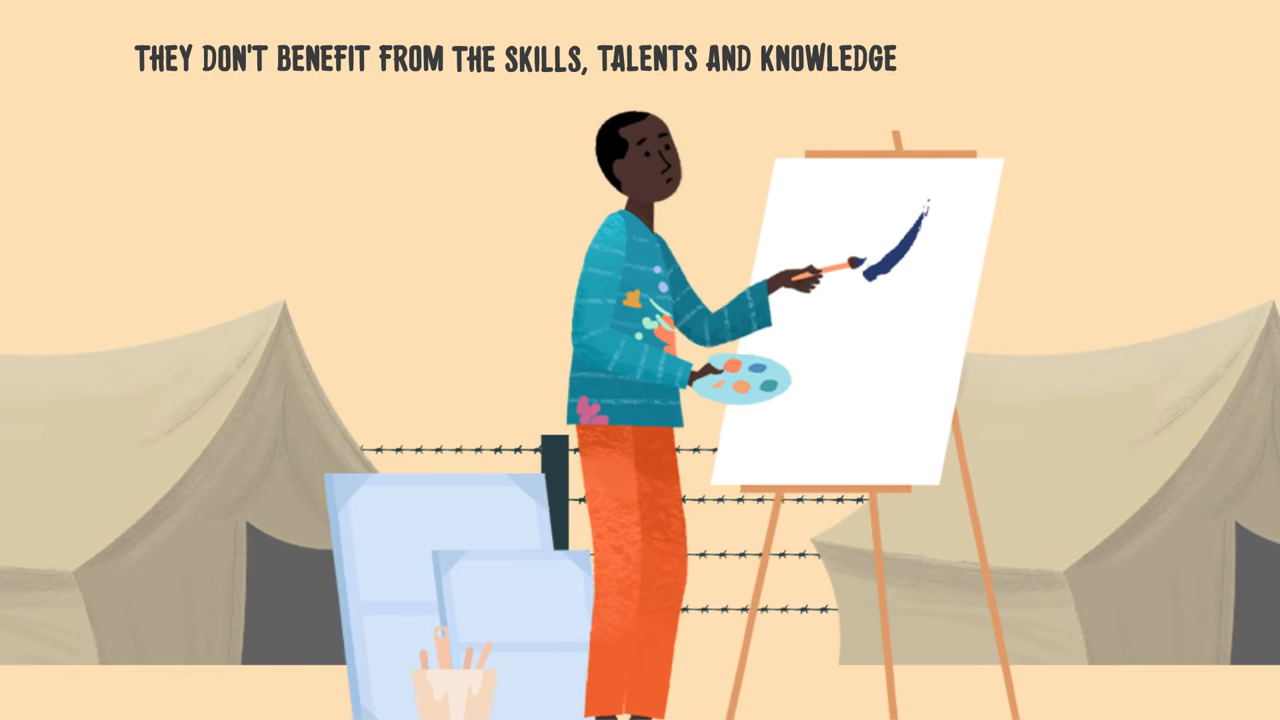 THEY DON'T BENEFIT FROM THE SKILLS, TALENTS AND KNOWLEDGE